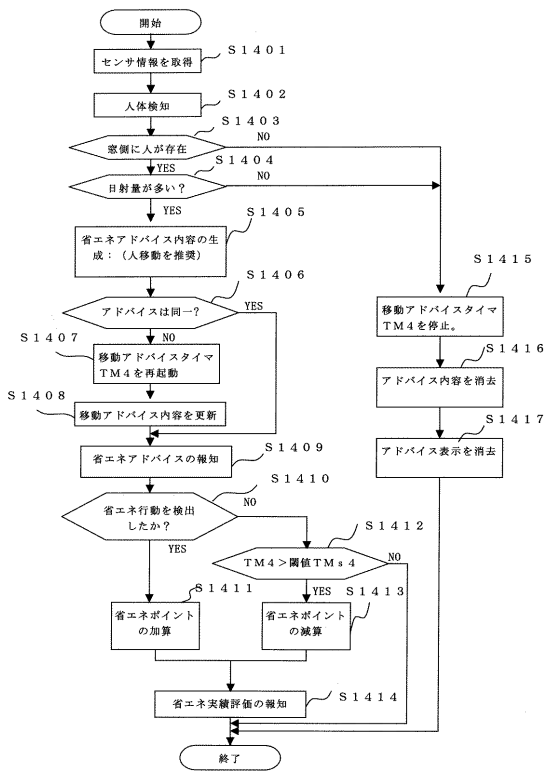 開始
Ｓ１４０１
センサ情報を取得
Ｓ１４０２
人体検知
Ｓ１４０３
窓側に人が存在
NO
YES
Ｓ１４０４
日射量が多い？
NO
YES
Ｓ１４０５
省エネアドバイス内容の生
成：（人移動を推奨）
Ｓ１４０６
アドバイスは同一？
YES
NO
Ｓ１４０７
移動アドバイスタイマ
ＴＭ４を再起動
Ｓ１４０８
移動アドバイス内容を更新
Ｓ１４０９
省エネアドバイスの報知
Ｓ１４１０
省エネ行動を検出
したか？
NO
YES
Ｓ１４１２
ＴＭ４＞閾値ＴＭｓ４
NO
YES
Ｓ１４１１
省エネポイント
の加算
Ｓ１４１３
省エネポイント
の減算
Ｓ１４１４
省エネ実績評価の報知
終了
Ｓ１４１５
移動アドバイスタイマ
ＴＭ４を停止。
Ｓ１４１６
アドバイス内容を消去
Ｓ１４１７
アドバイス表示を消去